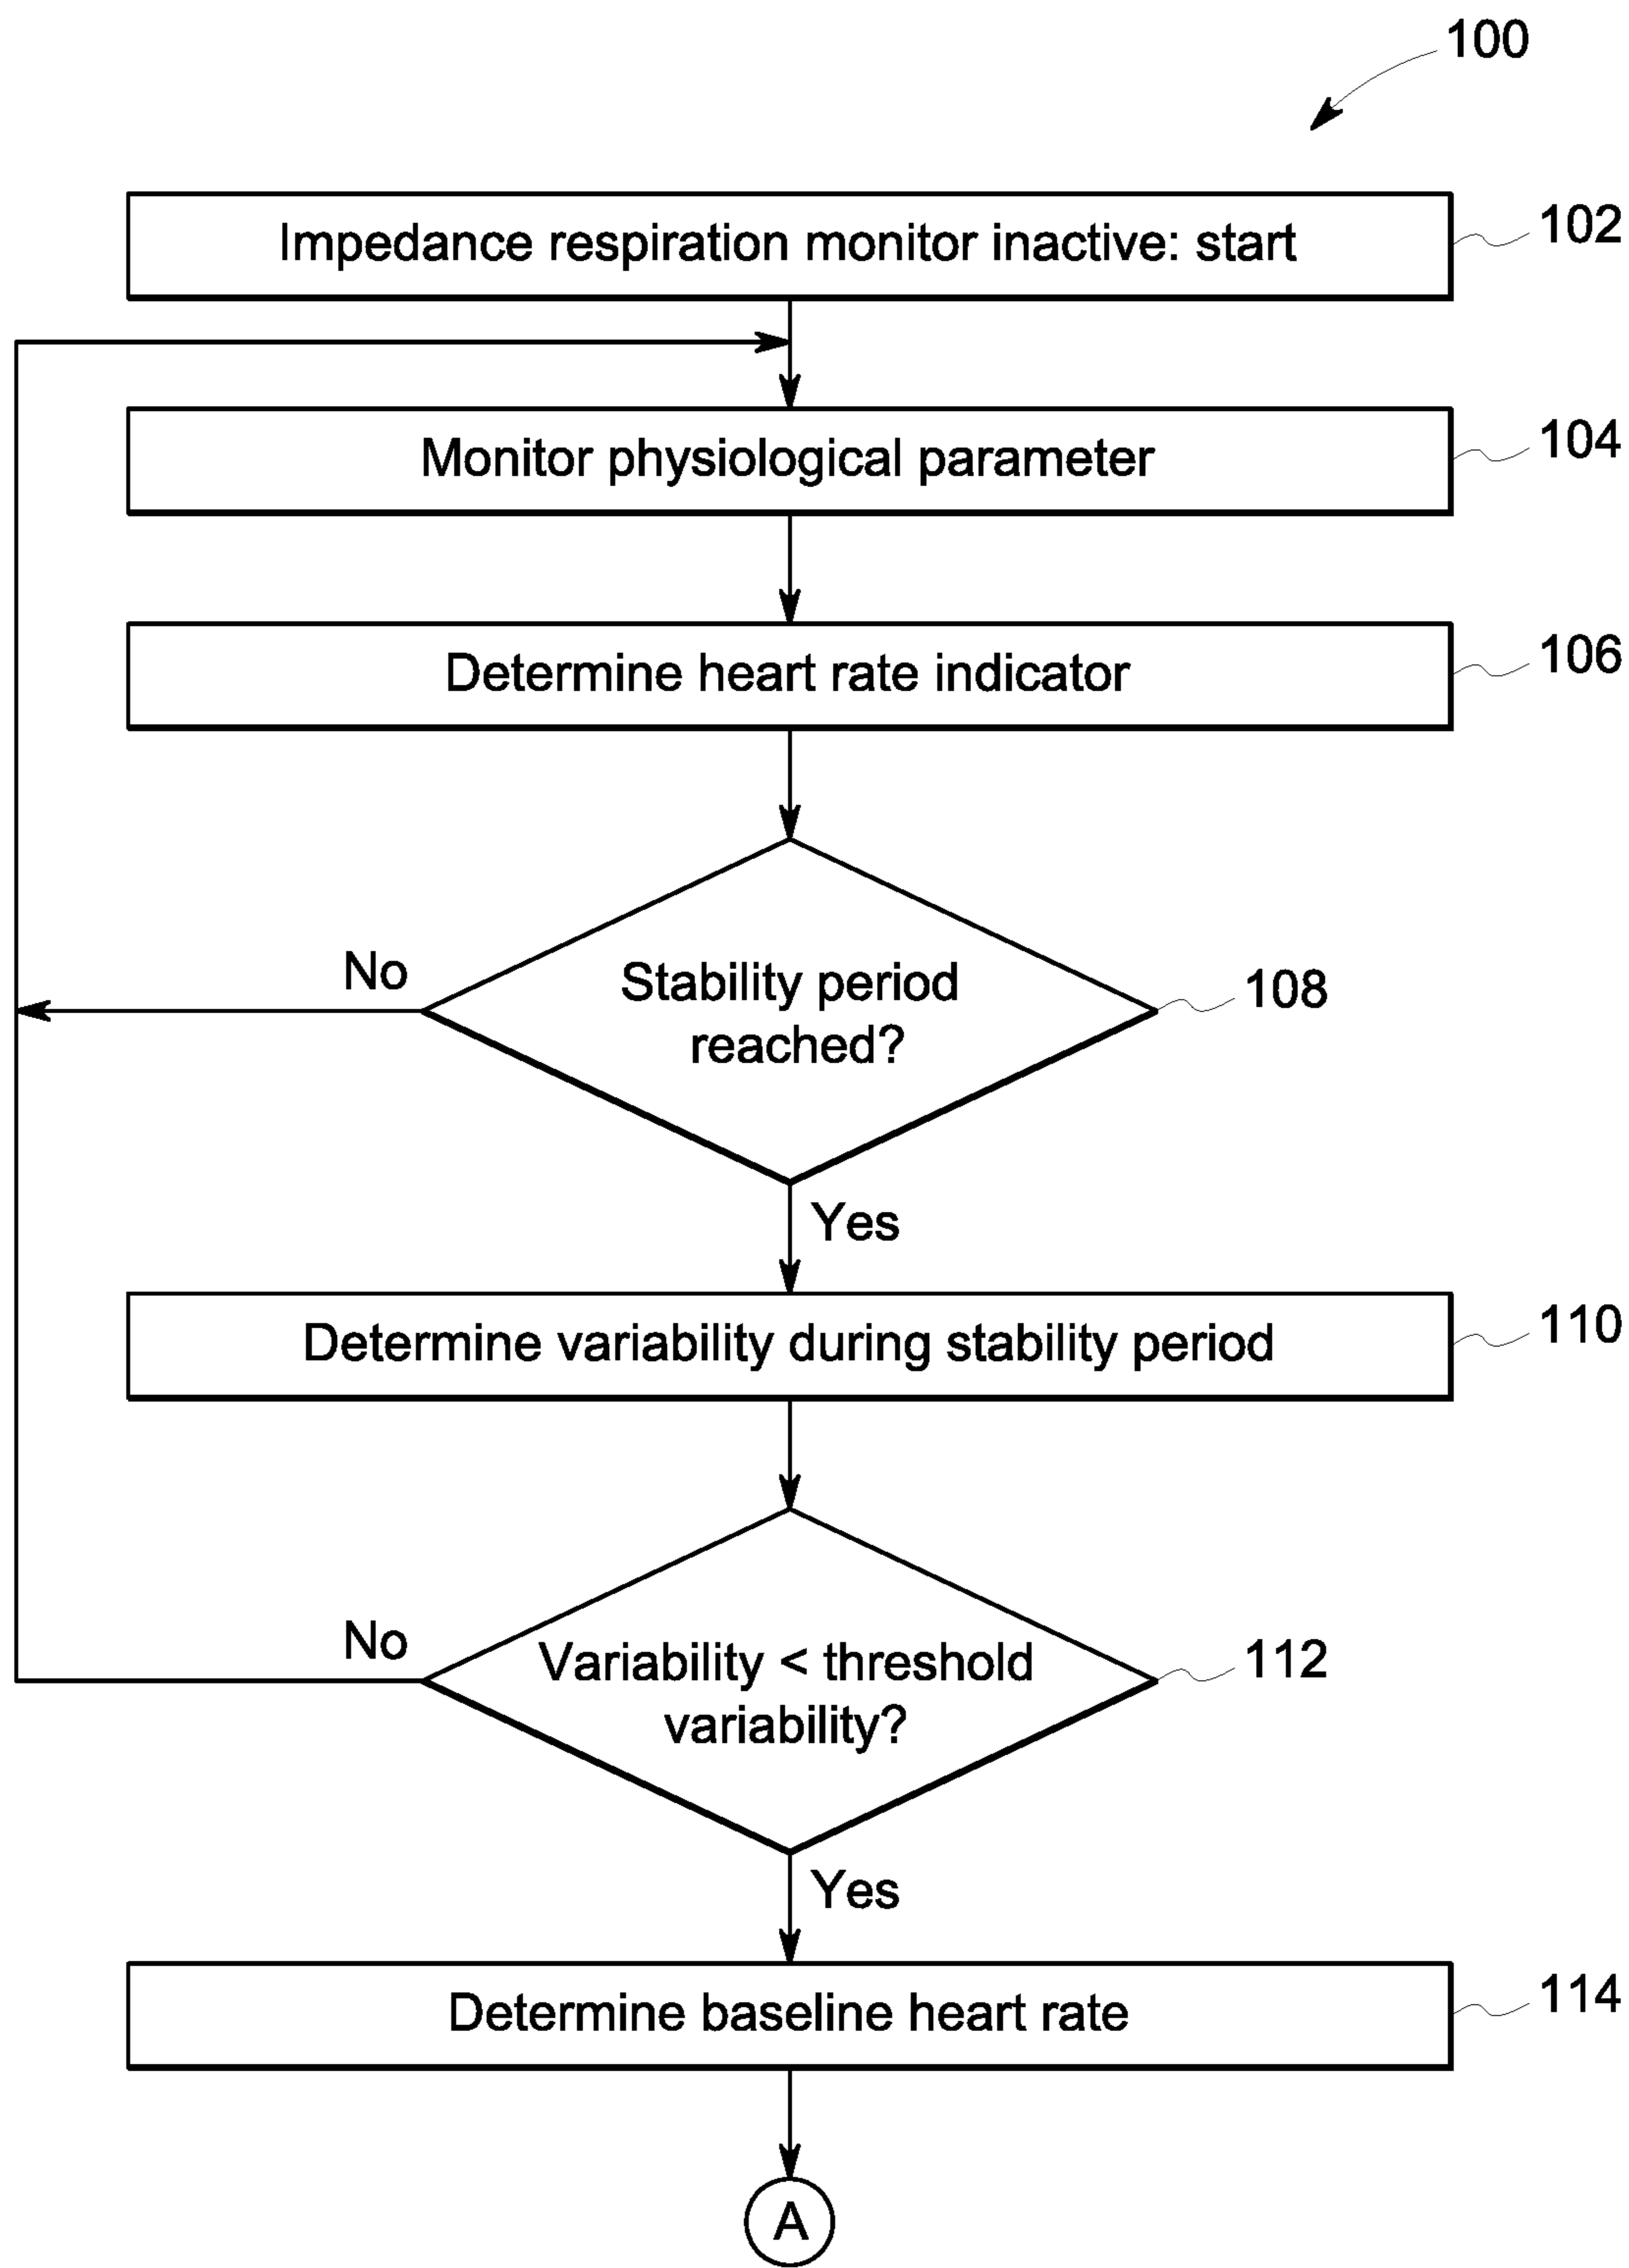 100
Impedance respiration monitor inactive: start
102
Monitor physiological parameter
104
Determine heart rate indicator
106
No
Stability period
reached?
108
Yes
Determine variability during stability period
110
No
Variability < threshold
variability?
112
Yes
Determine baseline heart rate
114
A